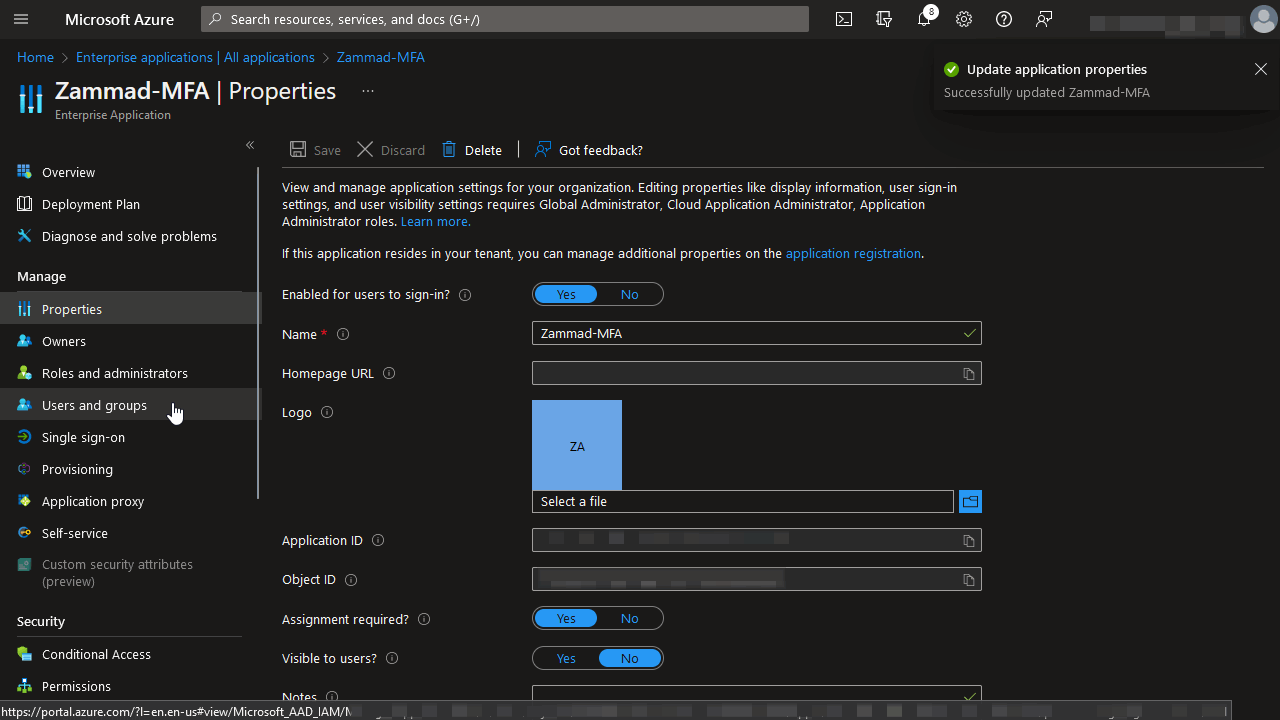 Microsoft Azure
Search resources, services, and docs (G+/)
8
Home > Enterprise applications | All applications > Zammad-MFA
Zammad-MFA | Properties ...
Enterprise Application
Update application properties
Successfully updated Zammad-MFA
Overview
Deployment Plan
Diagnose and solve problems
Manage
Properties
Owners
Roles and administrators
Users and groups
Single sign-on
Provisioning
Application proxy
Self-service
Custom security attributes
(preview)
Security
Conditional Access
Permissions
Save
Discard
Delete
Got feedback?
View and manage application settings for your organization. Editing properties like display information, user sign-in
settings, and user visibility settings requires Global Administrator, Cloud Application Administrator, Application
Administrator roles. Learn more.
If this application resides in your tenant, you can manage additional properties on the application registration.
Enabled for users to sign-in?
Yes No
Name *
Zammad-MFA
Homepage URL
Logo
ZA
Select a file
Application ID
Object ID
Assignment required?
Yes No
Visible to users?
Yes No
Notes
https://portal.azure.com/?l=en.en-us#view/Microsoft_AAD_IAM/